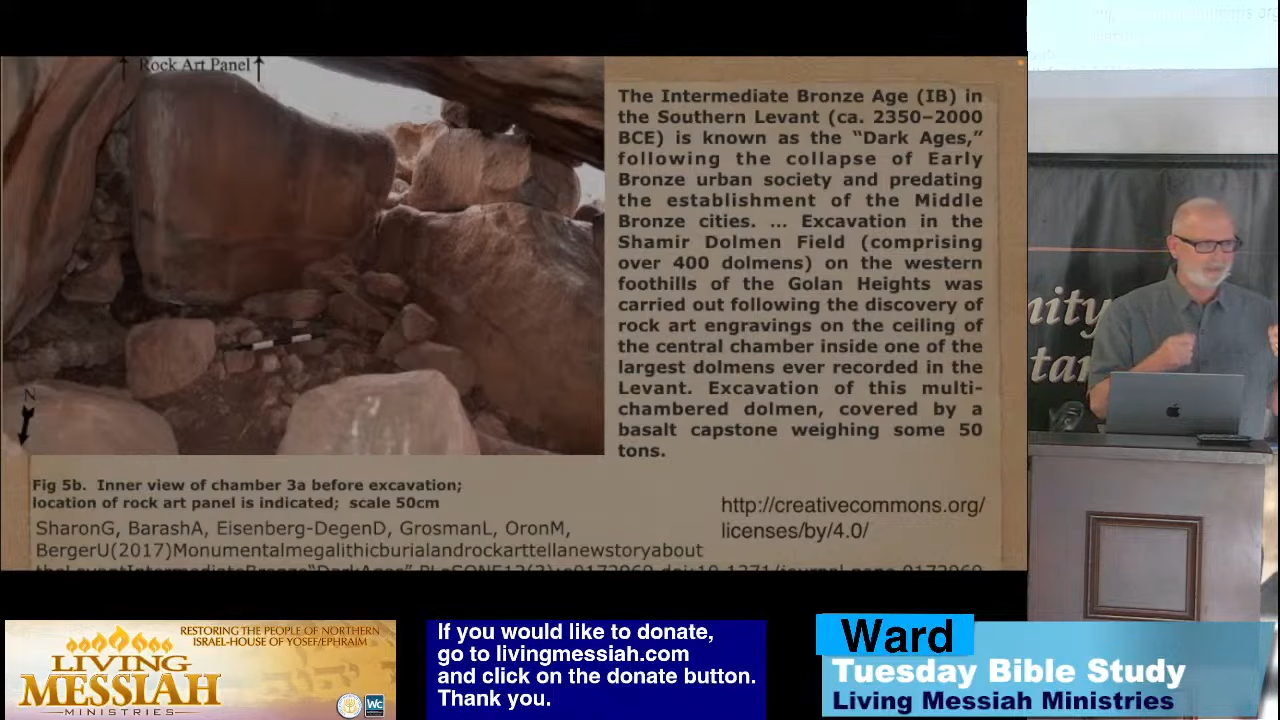 Rock Art Panel
N
The Intermediate Bronze Age (IB) in
the Southern Levant (ca. 2350–2000
BCE) is known as the “Dark Ages,”
following the collapse of Early
Bronze urban society and predating
the establishment of the Middle
Bronze cities. ... Excavation in the
Shamir Dolmen Field (comprising
over 400 dolmens) on the western
foothills of the Golan Heights was
carried out following the discovery of
rock art engravings on the ceiling of
the central chamber inside one of the
largest dolmens ever recorded in the
Levant. Excavation of this multi-
chambered dolmen, covered by a
basalt capstone weighing some 50
tons.
Fig 5b. Inner view of chamber 3a before excavation;
location of rock art panel is indicated; scale 50cm
SharonG, BarashA, Eisenberg-DegenD, GrosmanL, OronM,
BergerU(2017)Monumentalmegalithicburialandrockarttellanewstoryabout
http://creativecommons.org/
licenses/by/4.0/
nity
tan
RESTORING THE PEOPLE OF NORTHERN
ISRAEL-HOUSE OF YOSEF/EPHRAIM
LIVING
MESSIAH
MINISTRIES
Wc
If you would like to donate,
go to livingmessiah.com
and click on the donate button.
Thank you.
Ward
Tuesday Bible Study
Living Messiah Ministries